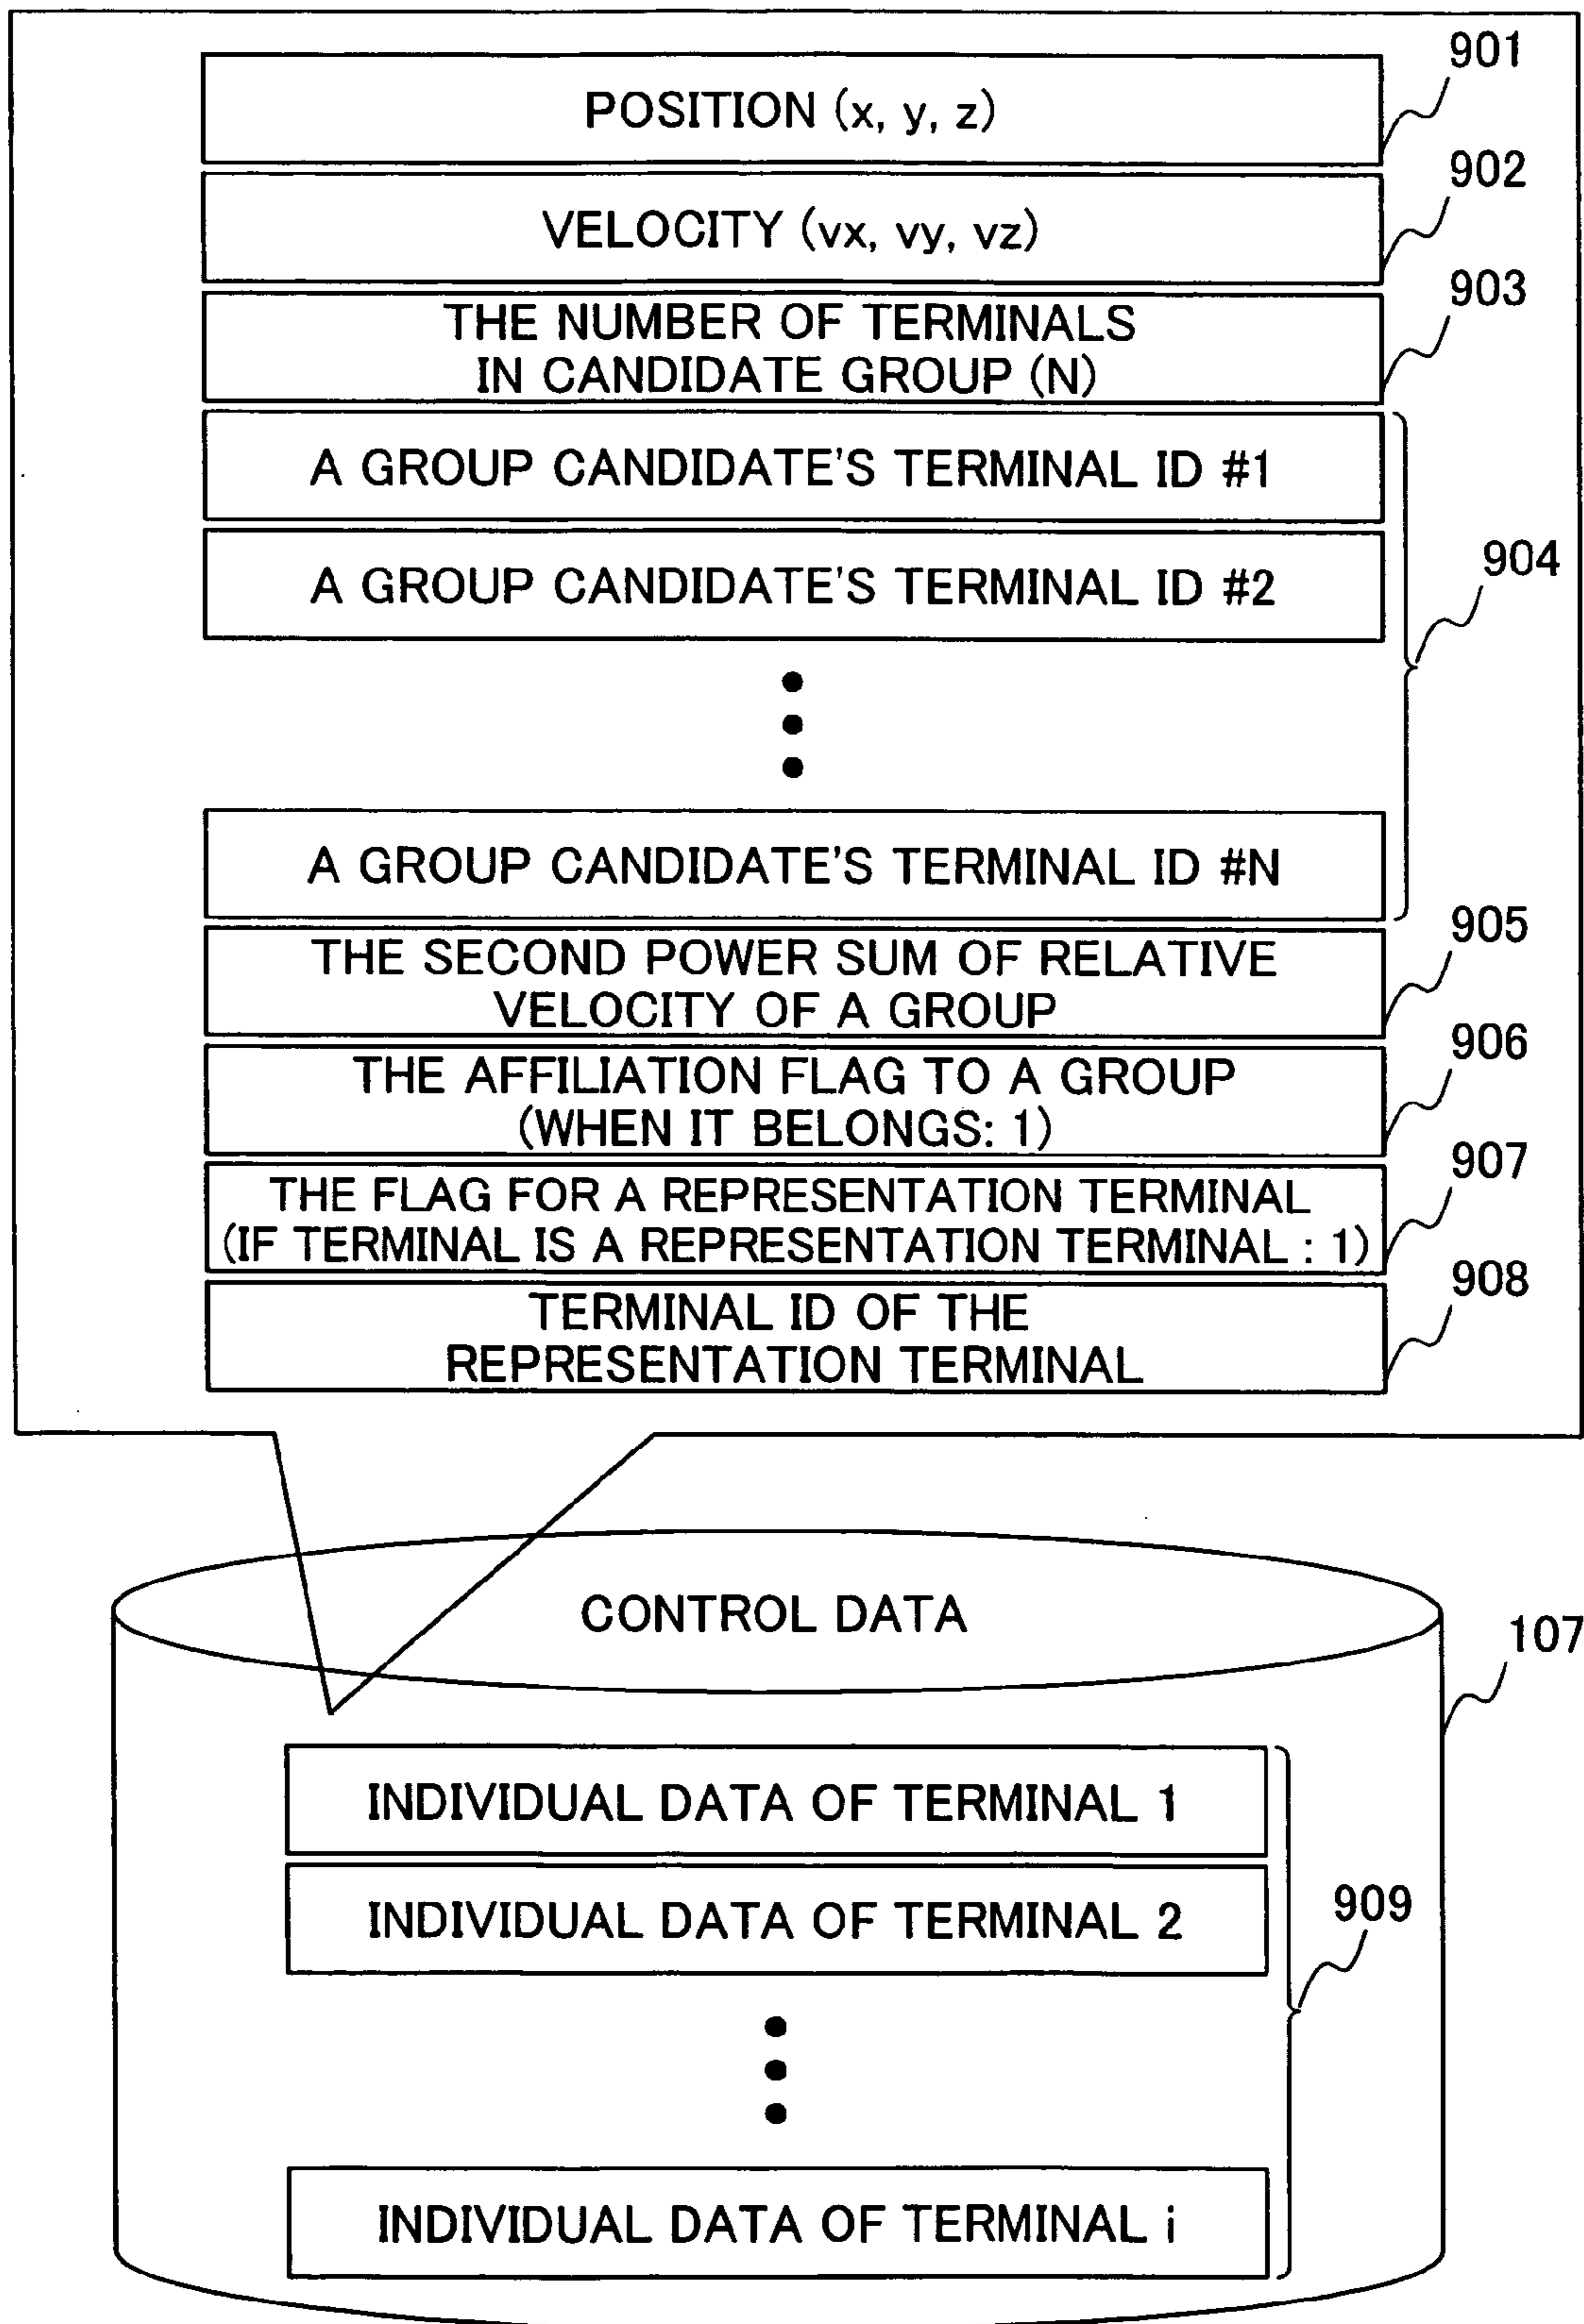 901
POSITION (x, y, z)
902
VELOCITY (vx, vy, vz)
903
THE NUMBER OF TERMINALS
IN CANDIDATE GROUP (N)
A GROUP CANDIDATE'S TERMINAL ID #1
904
A GROUP CANDIDATE'S TERMINAL ID #2
A GROUP CANDIDATE'S TERMINAL ID #N
905
THE SECOND POWER SUM OF RELATIVE
VELOCITY OF A GROUP
906
THE AFFILIATION FLAG TO A GROUP
(WHEN IT BELONGS: 1)
907
THE FLAG FOR A REPRESENTATION TERMINAL
(IF TERMINAL IS A REPRESENTATION TERMINAL : 1)
908
TERMINAL ID OF THE
REPRESENTATION TERMINAL
CONTROL DATA
107
INDIVIDUAL DATA OF TERMINAL 1
909
INDIVIDUAL DATA OF TERMINAL 2
INDIVIDUAL DATA OF TERMINAL i